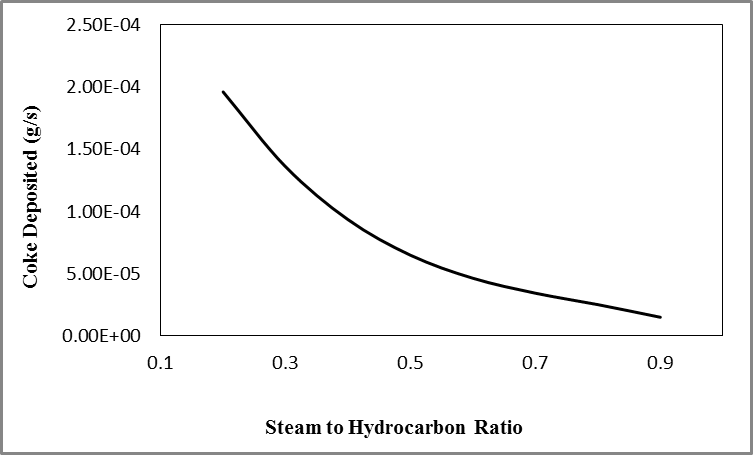 2.50E-04
2.00E-04
1.50E-04
1.00E-04
5.00E-05
0.00E+00
Coke Deposited (g/s)
0.1 0.3 0.5 0.7 0.9
Steam to Hydrocarbon Ratio